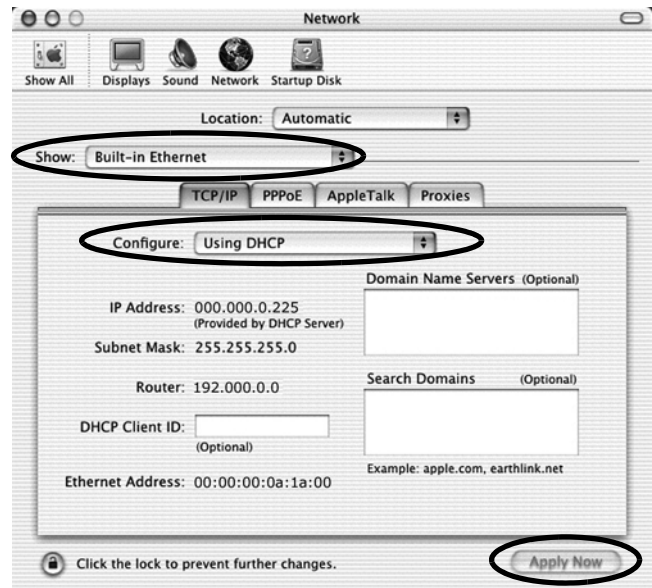 Network
Show All Displays Sound Network Startup Disk
Location: Automatic
Show: Built-in Ethernet
TCP/IP PPPoE AppleTalk Proxies
Configure: Using DHCP
Domain Name Servers (Optional)
IP Address: 000.000.0.225
(Provided by DHCP Server)
Subnet Mask: 255.255.255.0
Search Domains (Optional)
Router: 192.000.0.0
DHCP Client ID:
(Optional)
Example: apple.com, earthlink.net
Ethernet Address: 00:00:00:0a:1a:00
Click the lock to prevent further changes.
Apply Now